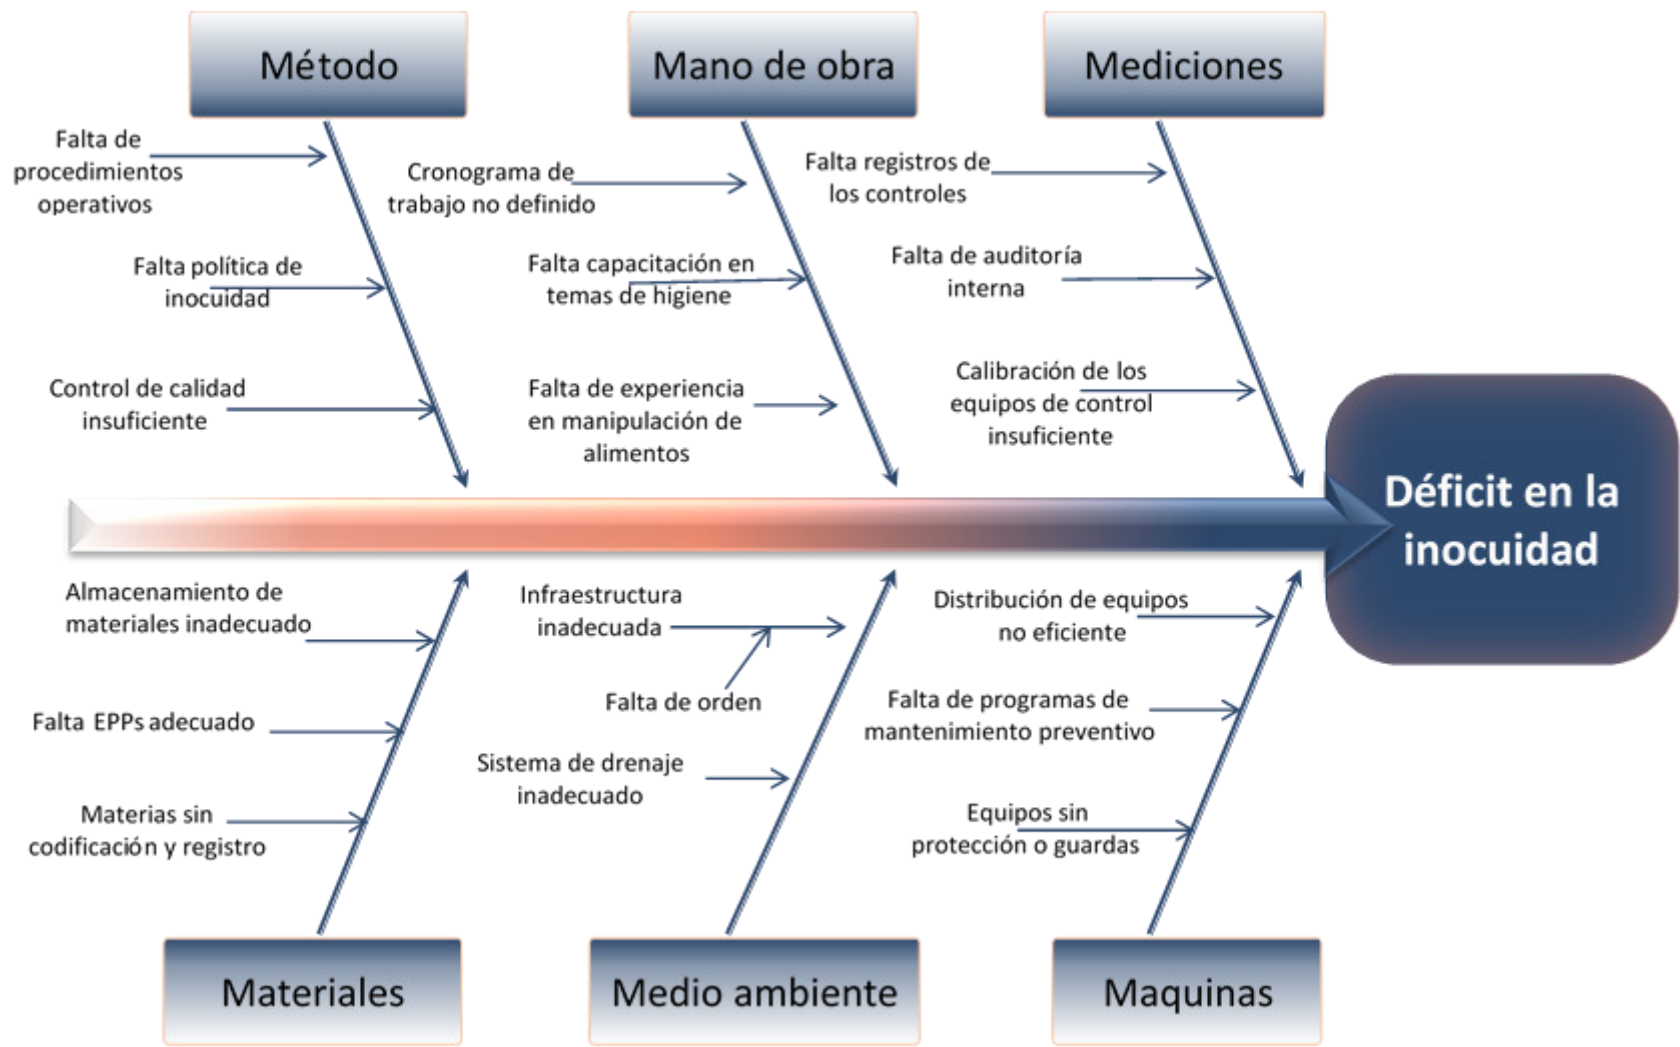 Método
Mano de obra
Mediciones
Falta de
procedimientos
operativos
Falta política de
inocuidad
Control de calidad
insuficiente
Cronograma de
trabajo no definido
Falta capacitación en
temas de higiene
Falta de experiencia
en manipulación de
alimentos
Falta registros de
los controles
Falta de auditoría
interna
Calibración de los
equipos de control
insuficiente
Déficit en la
inocuidad
Almacenamiento de
materiales inadecuado
Falta EPPs adecuado
Materias sin
codificación y registro
Infraestructura
inadecuada
Falta de orden
Sistema de drenaje
inadecuado
Distribución de equipos
no eficiente
Falta de programas de
mantenimiento preventivo
Equipos sin
protección o guardas
Materiales
Medio ambiente
Maquinas